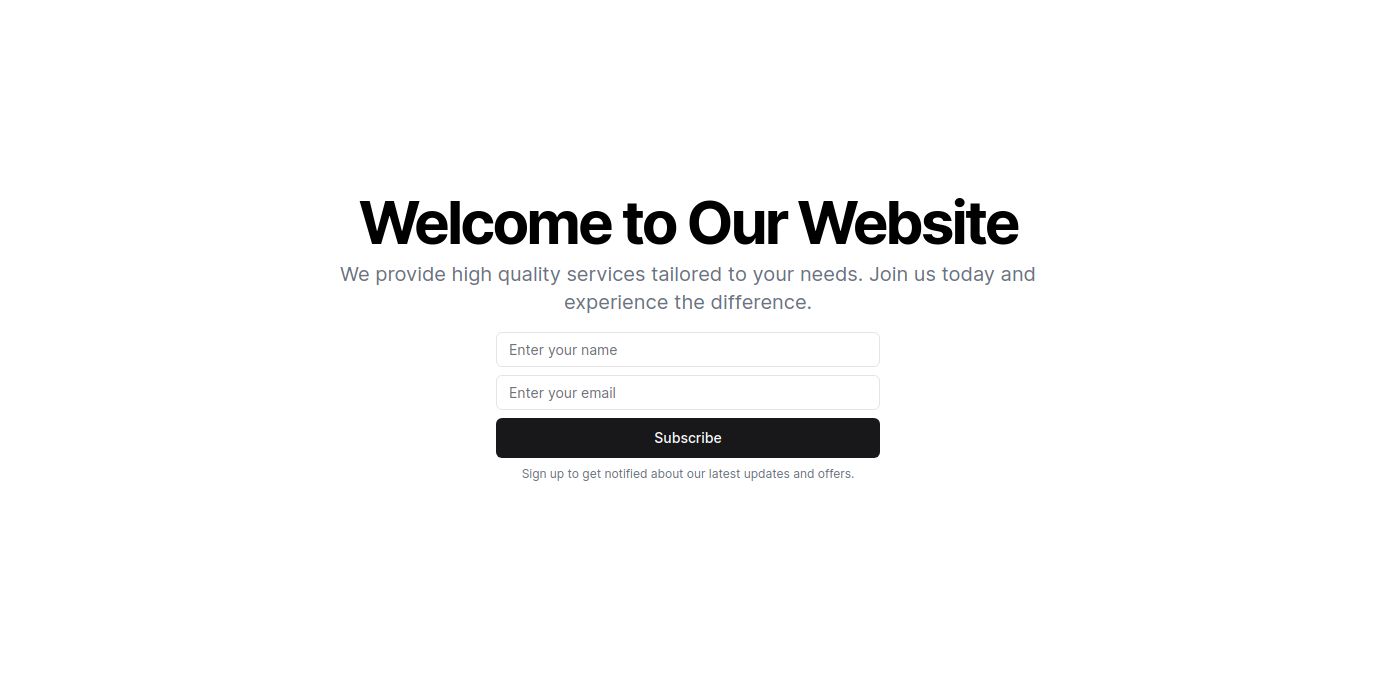 Welcome to Our Website
We provide high quality services tailored to your needs. Join us today and
experience the difference.
Enter your name
Enter your email
Subscribe
Sign up to get notified about our latest updates and offers.